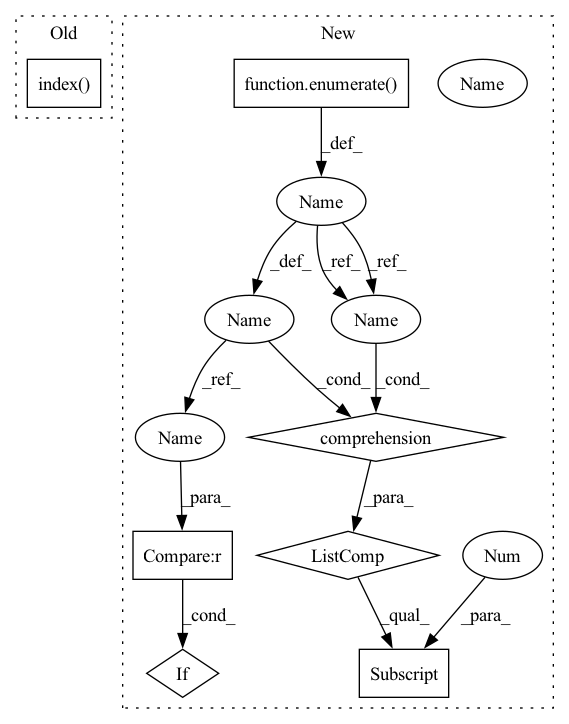 Old
New
index()
function.enumerate()
Name
_def_
Name
_def_
_ref_
_ref_
Name
Name
_ref_
_cond_
_cond_
Name
comprehension
_para_
_para_
Compare:r
ListComp
Num
_cond_
_qual_
_para_
If
Subscript